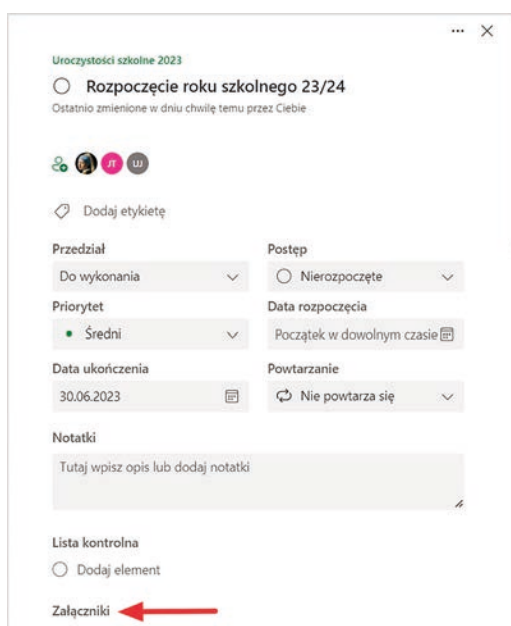 Uroczystości szkolne 2023
Rozpoczęcie roku szkolnego 23/24
Ostatnio zmienione w dniu chwilę temu przez Ciebie
JT UJ
Dodaj etykietę
Przedział Postęp
Do wykonania Nierozpoczęte
Priorytet Data rozpoczęcia
Średni Początek w dowolnym czasie
Data ukończenia Powtarzanie
30.06.2023 Nie powtarza się
Notatki
Tutaj wpisz opis lub dodaj notatki
Lista kontrolna
Dodaj element
Załączniki